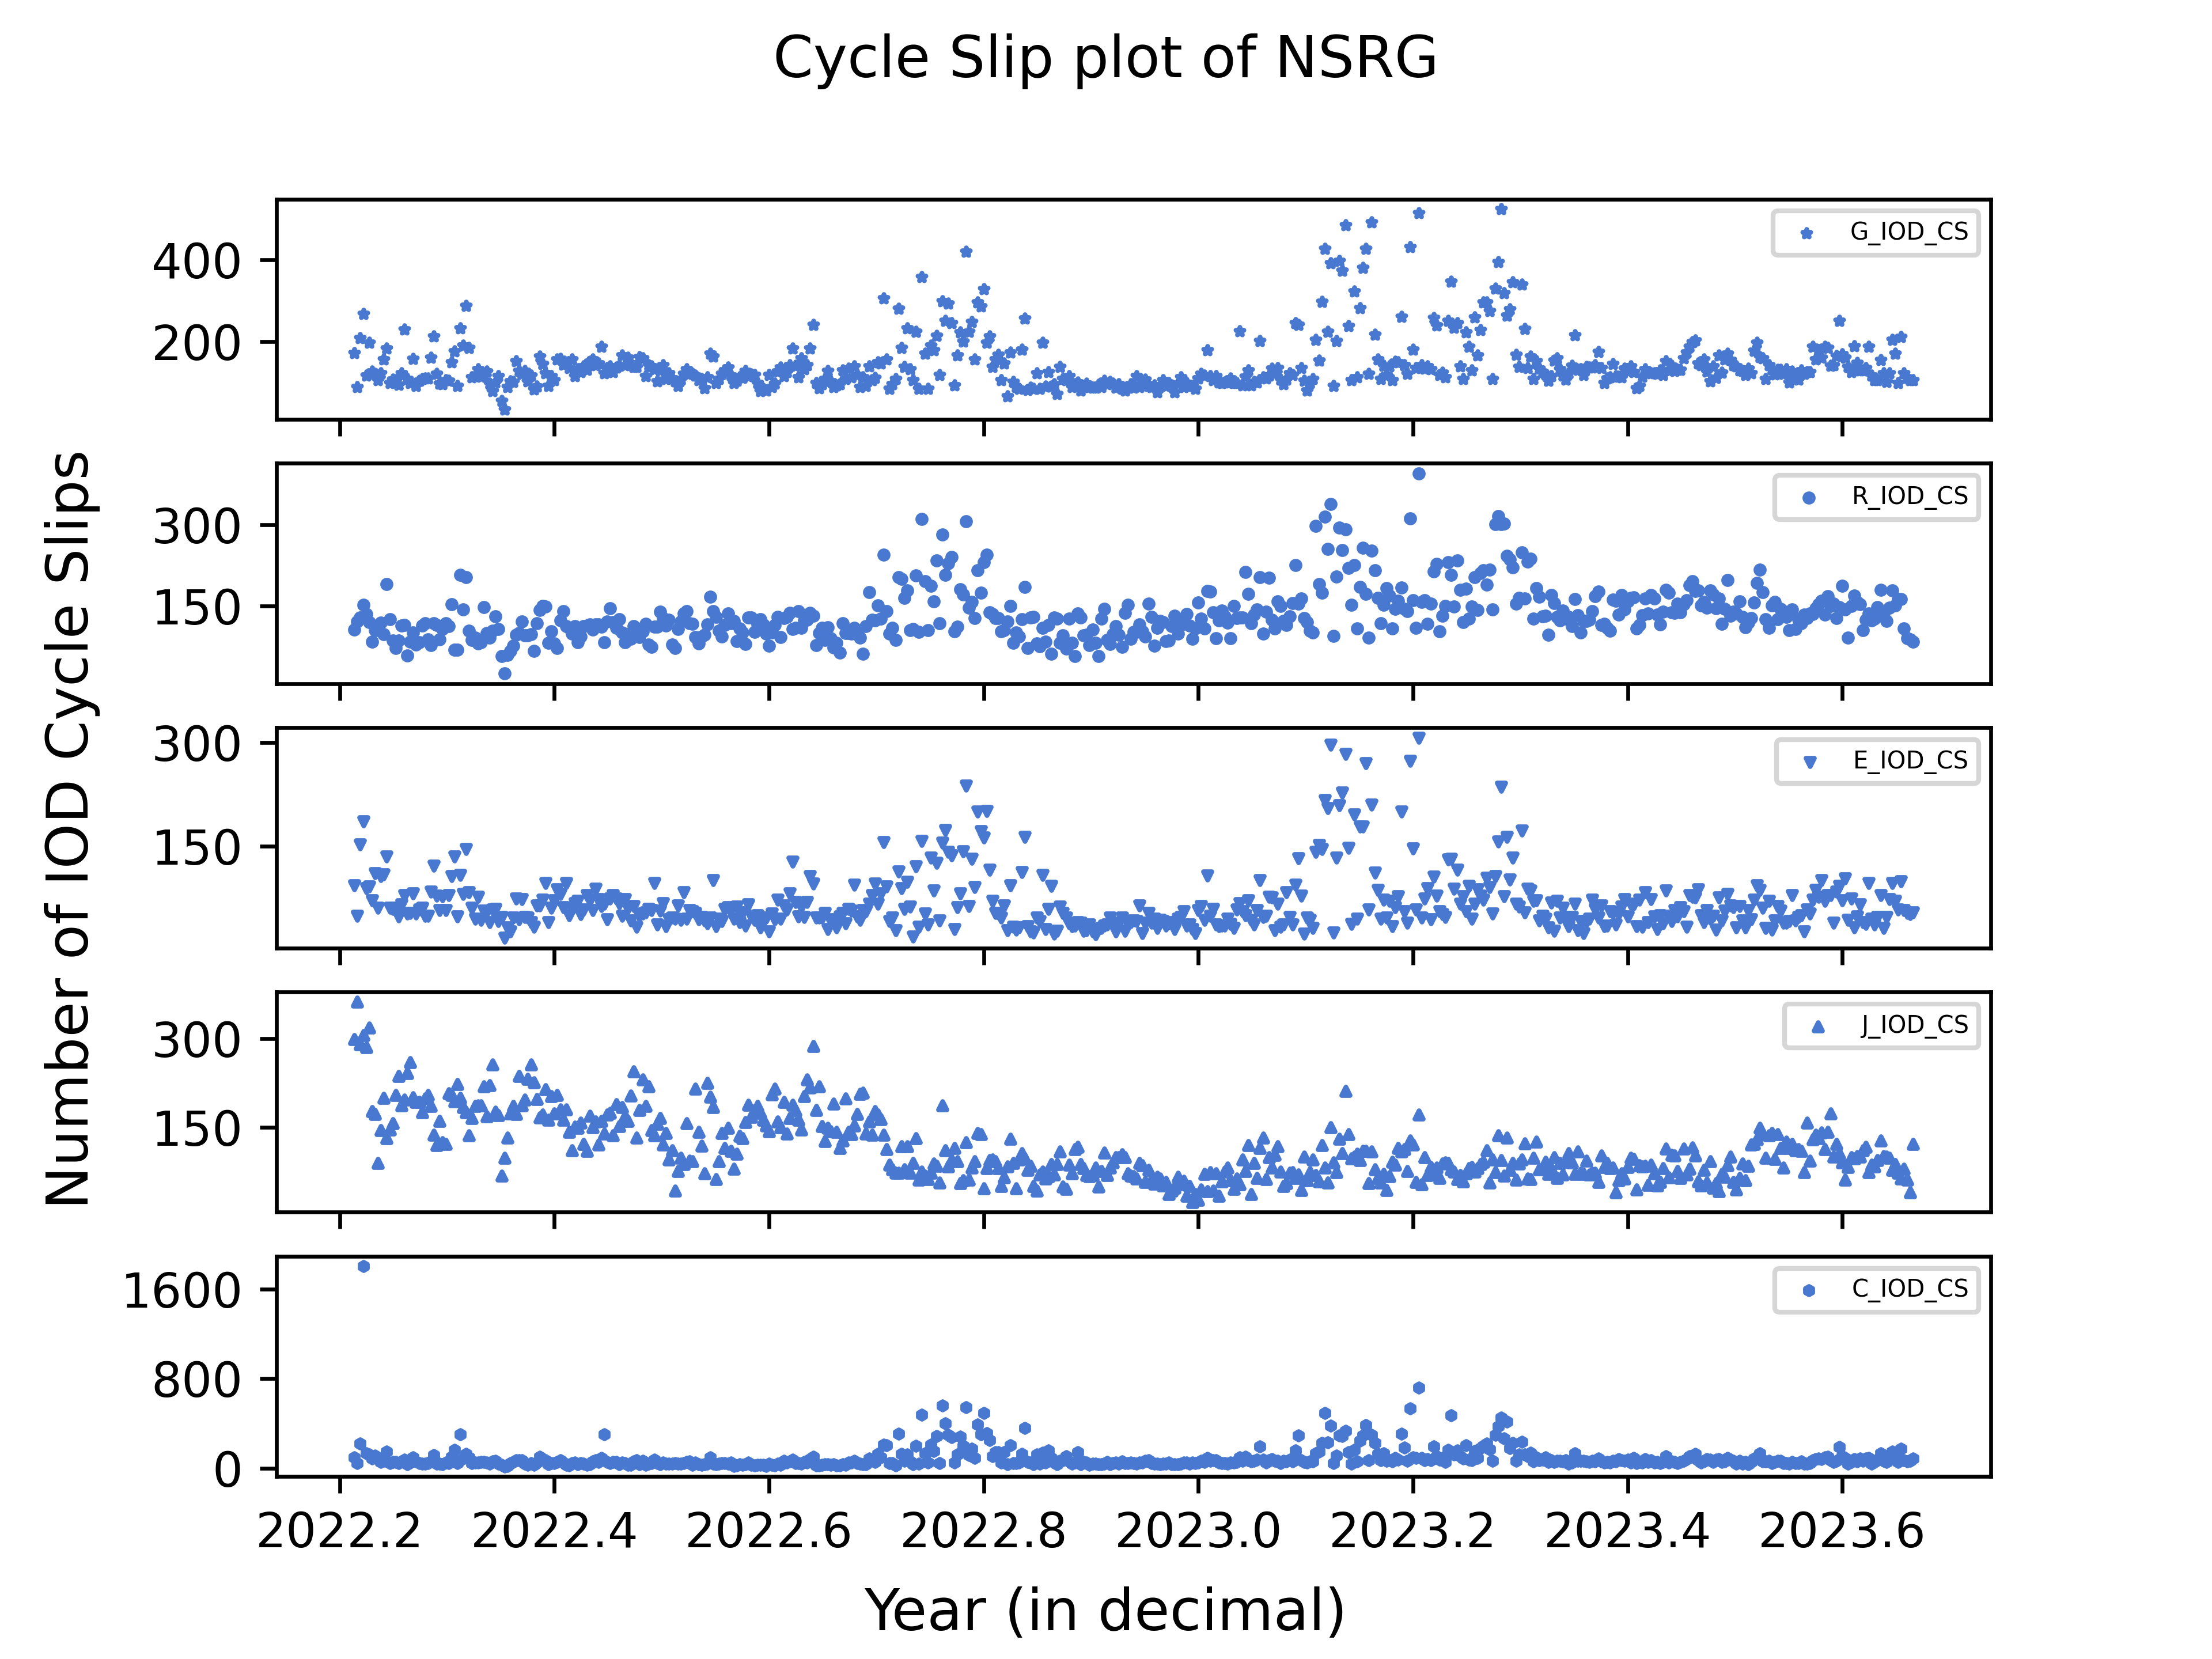 Cycle Slip plot of NSRG
Number of IOD Cycle Slips
400
200
G_IOD_CS
300
150
R_IOD_CS
300
150
E_IOD_CS
300
150
J_IOD_CS
1600
800
0
C_IOD_CS
2022.2 2022.4 2022.6 2022.8 2023.0 2023.2 2023.4 2023.6
Year (in decimal)